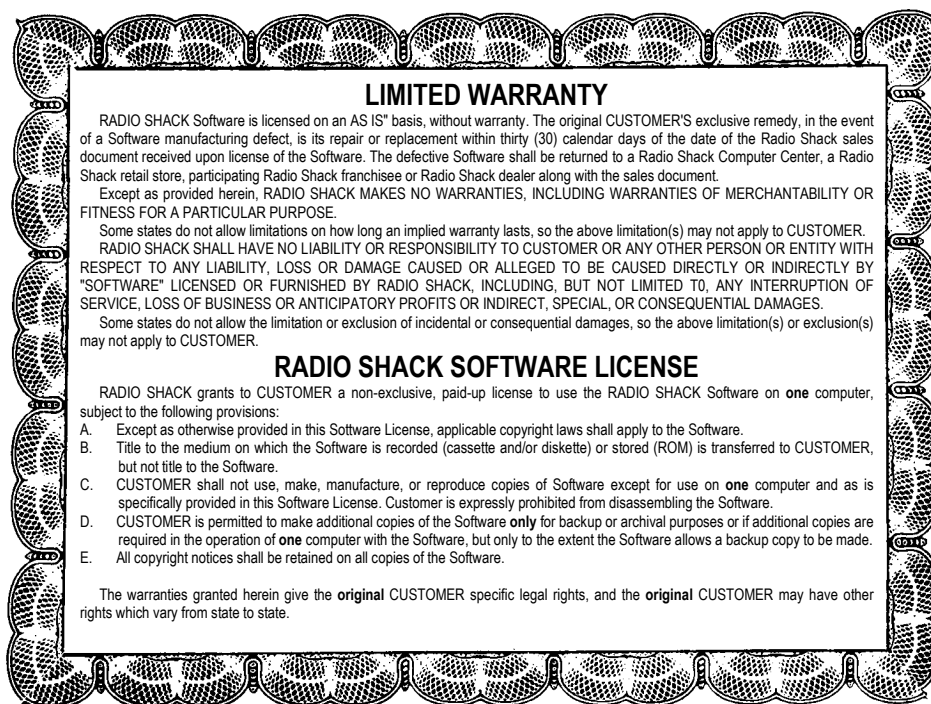 LIMITED WARRANTY
RADIO SHACK Software is licensed on an AS IS" basis, without warranty. The original CUSTOMER'S exclusive remedy, in the event
of a Software manufacturing defect, is its repair or replacement within thirty (30) calendar days of the date of the Radio Shack sales
document received upon license of the Software. The defective Software shall be returned to a Radio Shack Computer Center, a Radio
Shack retail store, participating Radio Shack franchisee or Radio Shack dealer along with the sales document.
Except as provided herein, RADIO SHACK MAKES NO WARRANTIES, INCLUDING WARRANTIES OF MERCHANTABILITY OR
FITNESS FOR A PARTICULAR PURPOSE.
Some states do not allow limitations on how long an implied warranty lasts, so the above limitation(s) may not apply to CUSTOMER.
RADIO SHACK SHALL HAVE NO LIABILITY OR RESPONSIBILITY TO CUSTOMER OR ANY OTHER PERSON OR ENTITY WITH
RESPECT TO ANY LIABILITY, LOSS OR DAMAGE CAUSED OR ALLEGED TO BE CAUSED DIRECTLY OR INDIRECTLY BY
"SOFTWARE" LICENSED OR FURNISHED BY RADIO SHACK, INCLUDING, BUT NOT LIMITED T0, ANY INTERRUPTION OF
SERVICE, LOSS OF BUSINESS OR ANTICIPATORY PROFITS OR INDIRECT, SPECIAL, OR CONSEQUENTIAL DAMAGES.
Some states do not allow the limitation or exclusion of incidental or consequential damages, so the above limitation(s) or exclusion(s)
may not apply to CUSTOMER.
RADIO SHACK SOFTWARE LICENSE
RADIO SHACK grants to CUSTOMER a non-exclusive, paid-up license to use the RADIO SHACK Software on one computer,
subject to the following provisions:
A. Except as otherwise provided in this Sottware License, applicable copyright laws shall apply to the Software.
B. Title to the medium on which the Software is recorded (cassette and/or diskette) or stored (ROM) is transferred to CUSTOMER,
but not title to the Software.
C. CUSTOMER shall not use, make, manufacture, or reproduce copies of Software except for use on one computer and as is
specifically provided in this Software License. Customer is expressly prohibited from disassembling the Software.
D. CUSTOMER is permitted to make additional copies of the Software only for backup or archival purposes or if additional copies are
required in the operation of one computer with the Software, but only to the extent the Software allows a backup copy to be made.
E. All copyright notices shall be retained on all copies of the Software.
The warranties granted herein give the original CUSTOMER specific legal rights, and the original CUSTOMER may have other
rights which vary from state to state.